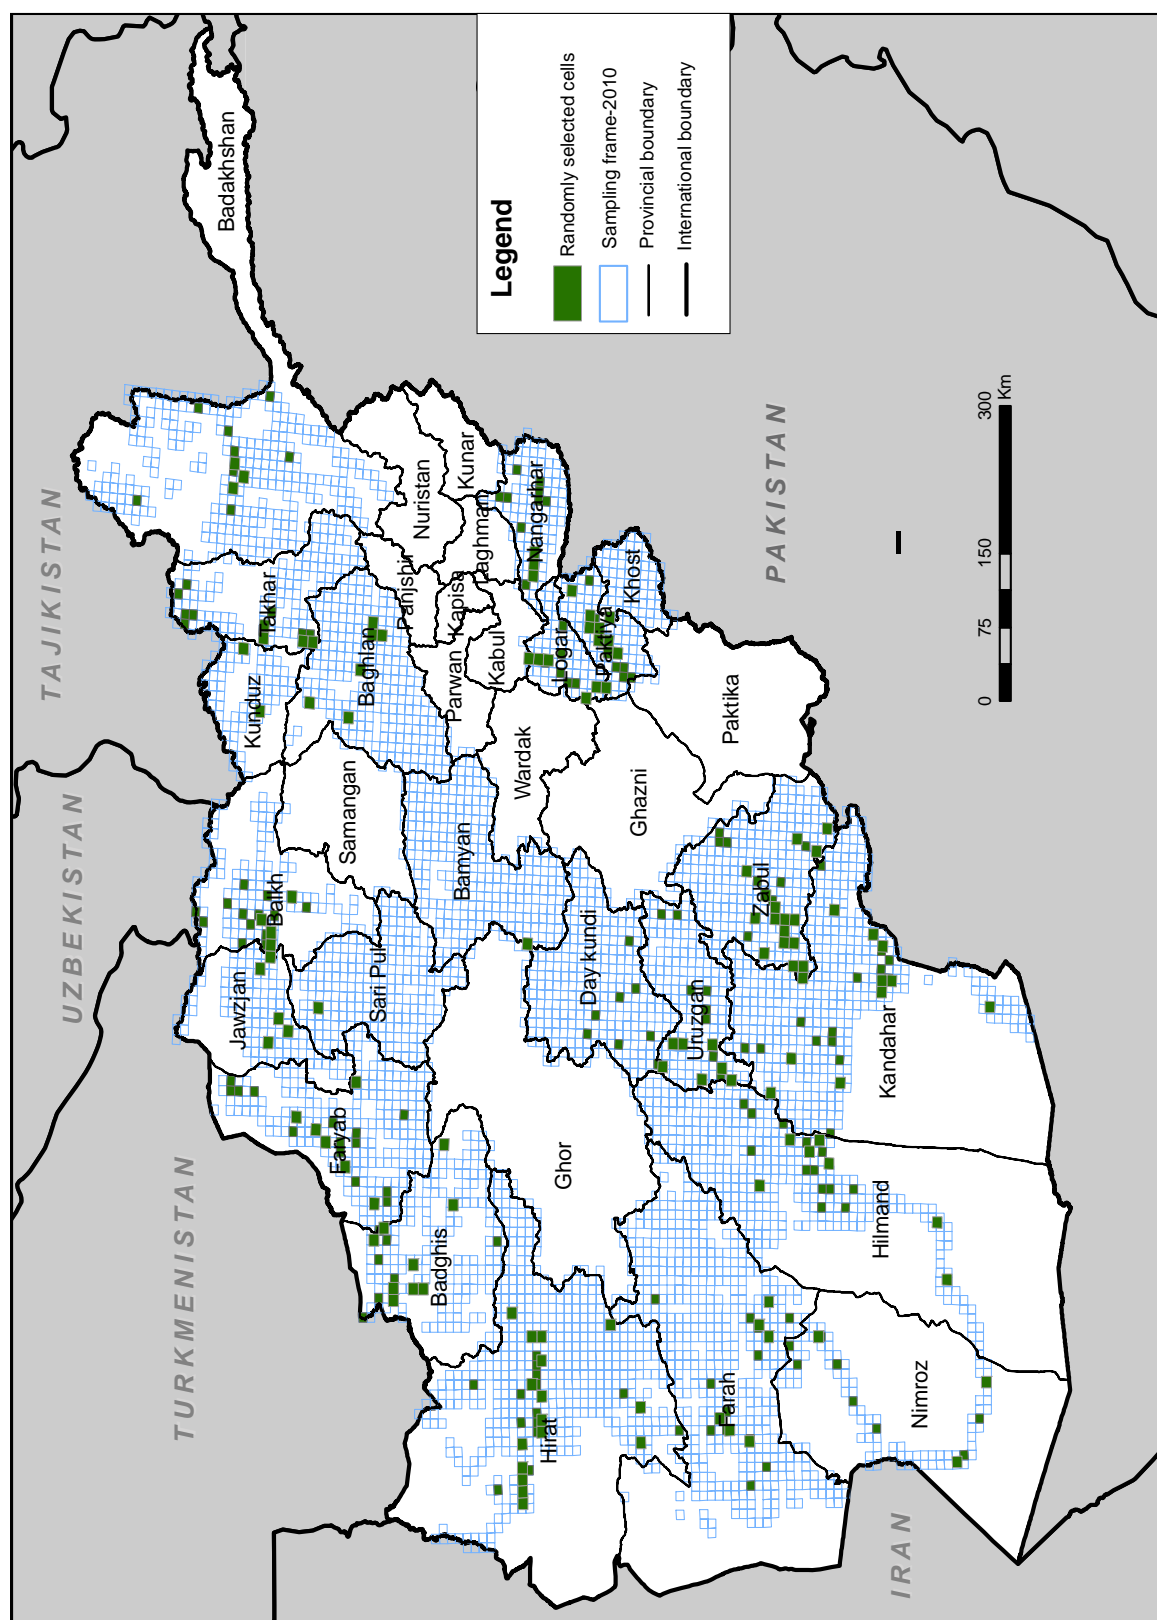 TAJIKISTAN
UZBEKISTAN
TURKMENISTAN
PAKISTAN
IRAN
Badakhshan
Takhar
Kunduz
Balkh
Jawzjan
Faryab
Sari Pul
Samangan
Baghlan
Panjshir
Nuristan
Kunar
Laghman
Kapisa
Nangarhar
Parwan
Kabul
Bamyan
Wardak
Logar
Paktya
Khost
Badghis
Hirat
Ghor
Day kundi
Ghazni
Paktika
Uruzgan
Zabul
Farah
Nimroz
Hilmand
Kandahar
Legend
Randomly selected cells
Sampling frame-2010
Provincial boundary
International boundary
0 75 150 300
Km